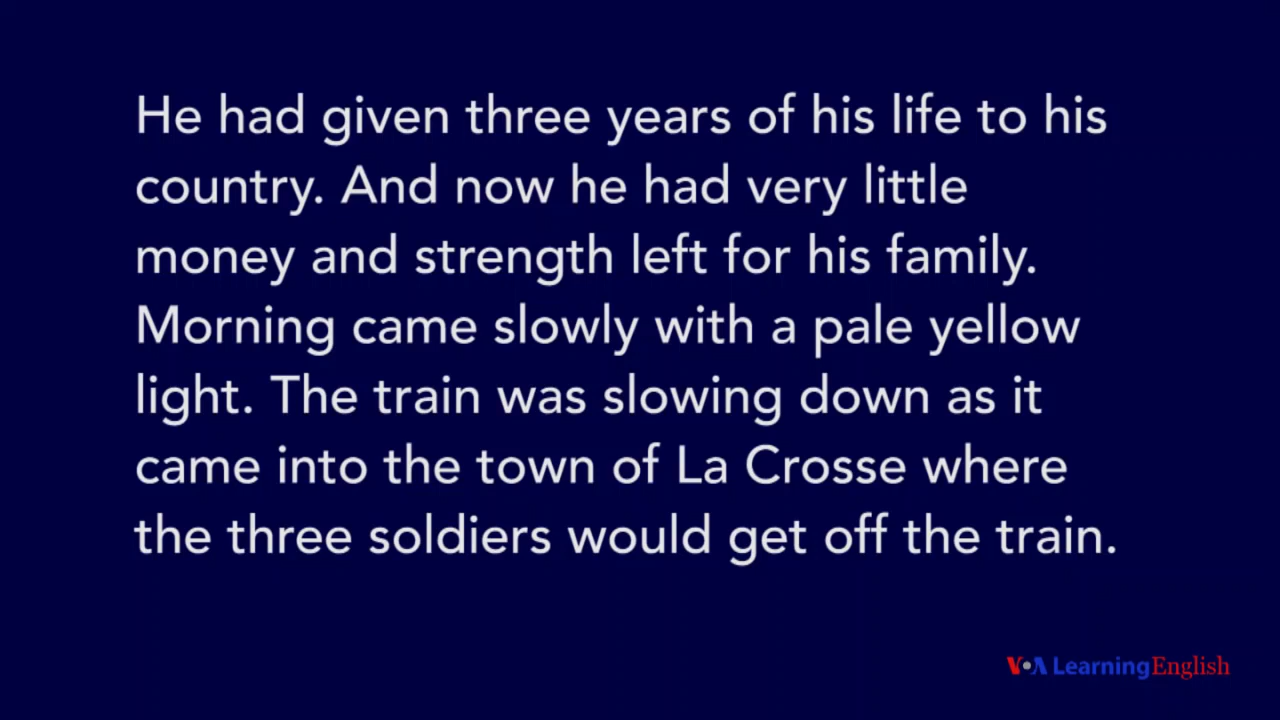 He had given three years of his life to his
country. And now he had very little
money and strength left for his family.
Morning came slowly with a pale yellow
light. The train was slowing down as it
came into the town of La Crosse where
the three soldiers would get off the train.
VOA Learning English